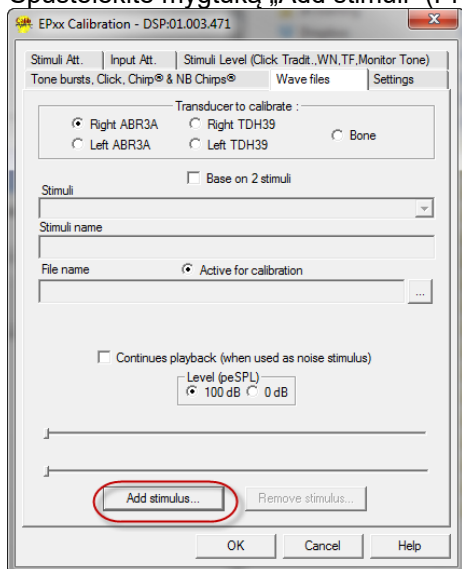 mygtuką „Add stimuli"
EPxx Calibration - DSP:01.003.471
Stimuli Att. Input Att. Stimuli Level (Click Tradit.,WN,TF,Monitor Tone)
Tone bursts, Click, Chirp® & NB Chirps® Wave files Settings
Transducer to calibrate :
Right ABR3A Right TDH39
Bone
Left ABR3A Left TDH39
Base on 2 stimuli
Stimuli
Stimuli name
File name Active for calibration
...
Continues playback (when used as noise stimulus)
Level (peSPL)
100 dB 0 dB
Add stimulus... Remove stimulus...
OK Cancel Help